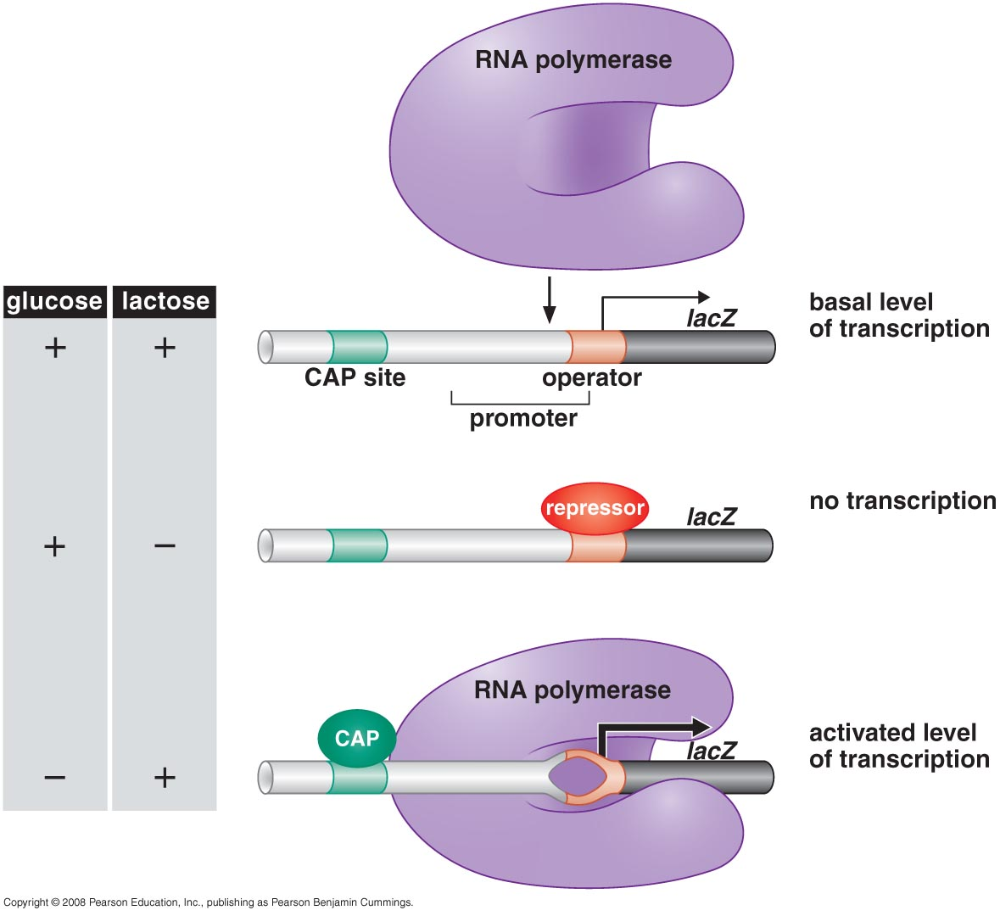 RNA polymerase
glucose lactose
basal level
of transcription
lacZ
+ +
CAP site operator
promoter
repressor
no transcription
lacZ
+ −
RNA polymerase
CAP
activated level
of transcription
lacZ
− +
Copyright © 2008 Pearson Education, Inc., publishing as Pearson Benjamin Cummings.